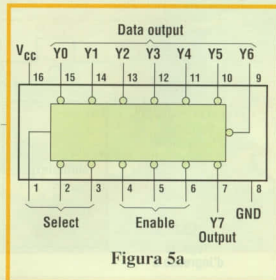 Data output
VCC Y0 Y1 Y2 Y3 Y4 Y5 Y6
16 15 14 13 12 11 10 9
1 2 3 4 5 6 7 8
Select Enable Y7 GND
Output
Figura 5a